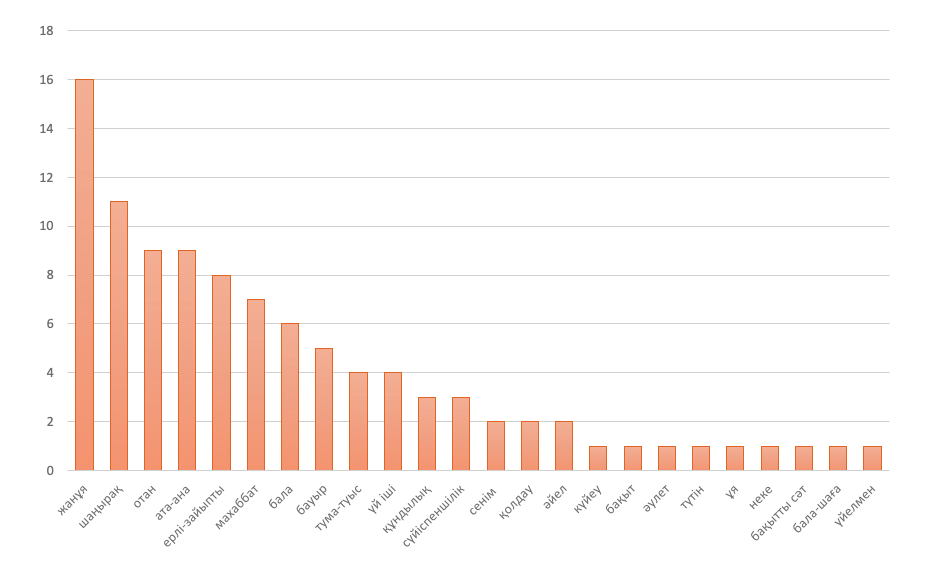 18
16
14
12
10
8
6
4
2
0
жанұя
шаңырақ
отан
ата-ана
ерлі-зайыпты
махаббат
бала
бауыр
тума-туыс
үй іші
құндылық
сүйіспеншілік
сенім
қолдау
әйел
күйеу
бақыт
әулет
түтін
ұя
неке
бақытты сәт
бала-шаға
үйелмен